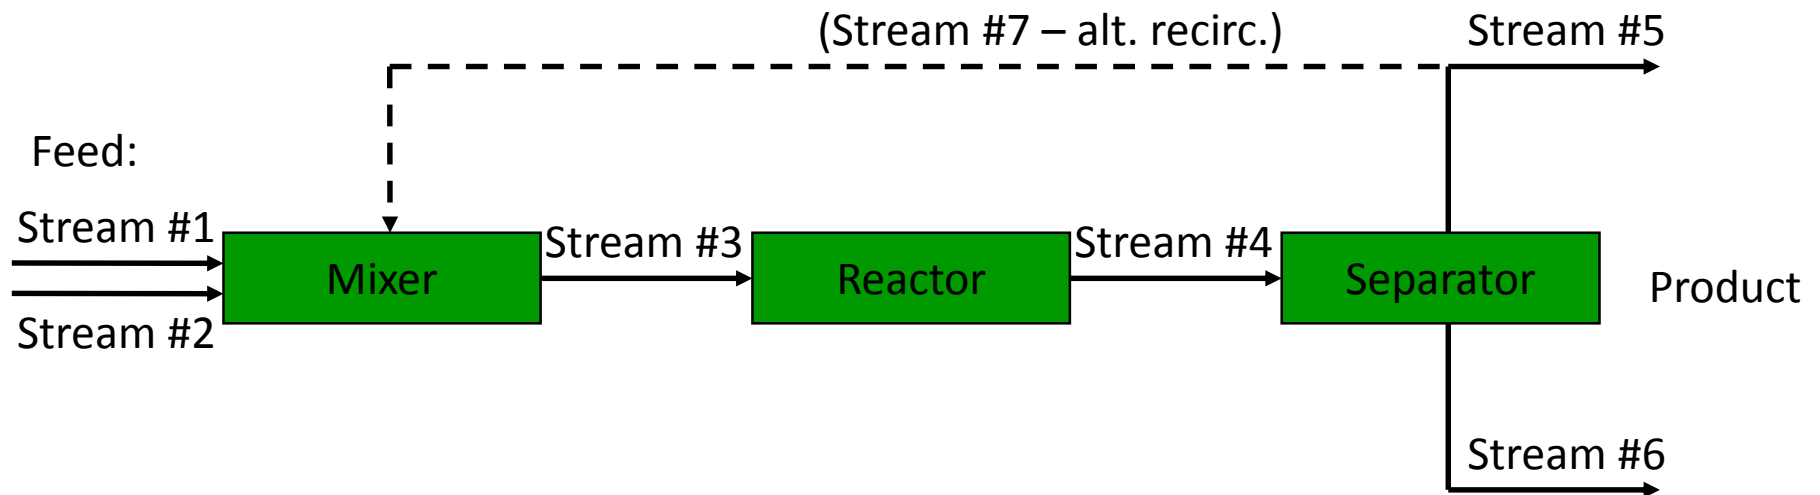 (Stream #7 – alt. recirc.)
Stream #5
Feed:
Stream #1
Stream #3
Stream #4
Mixer
Reactor
Separator
Product
Stream #2
Stream #6